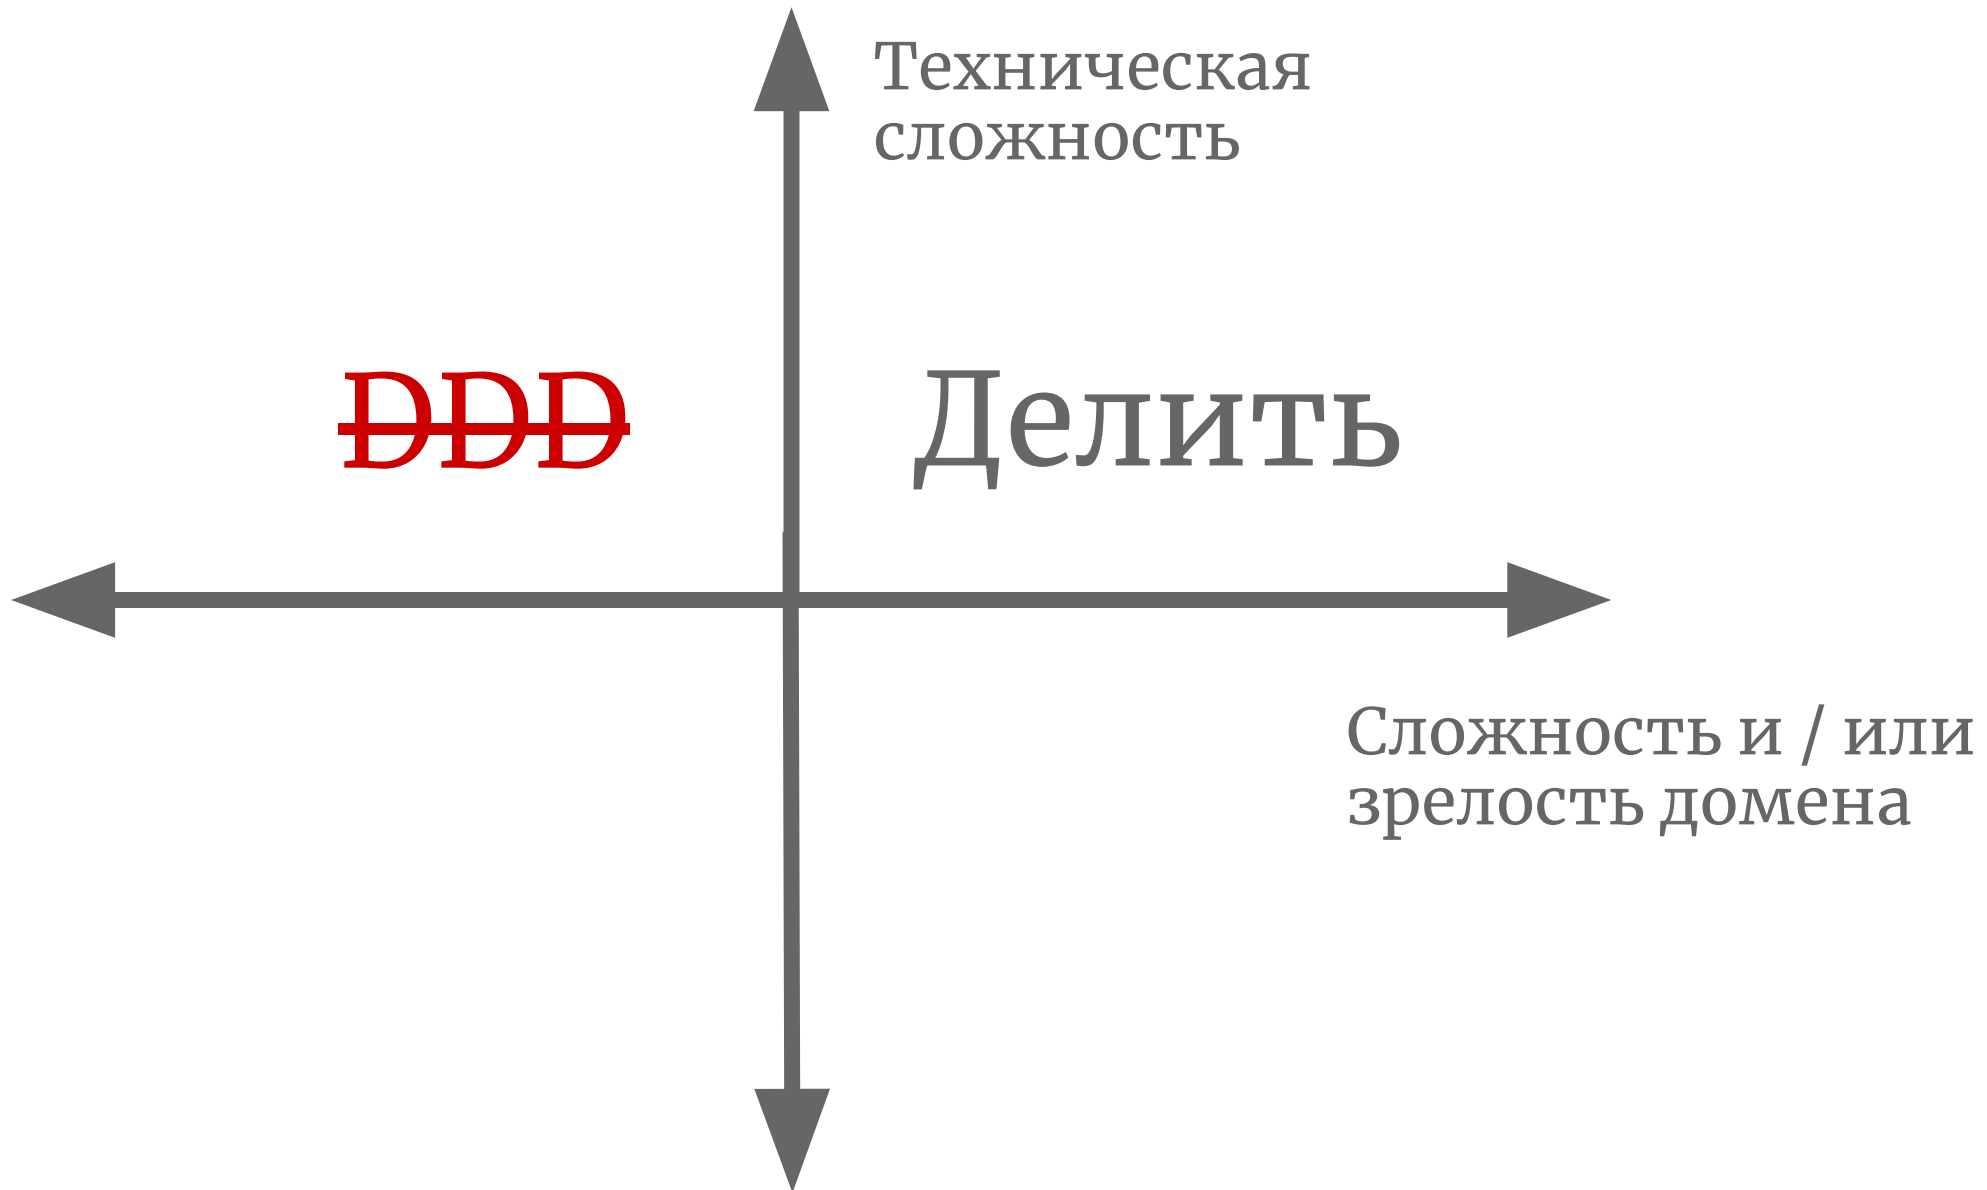 Техническая
сложность
DDD
Делить
Сложность и / или
зрелость домена